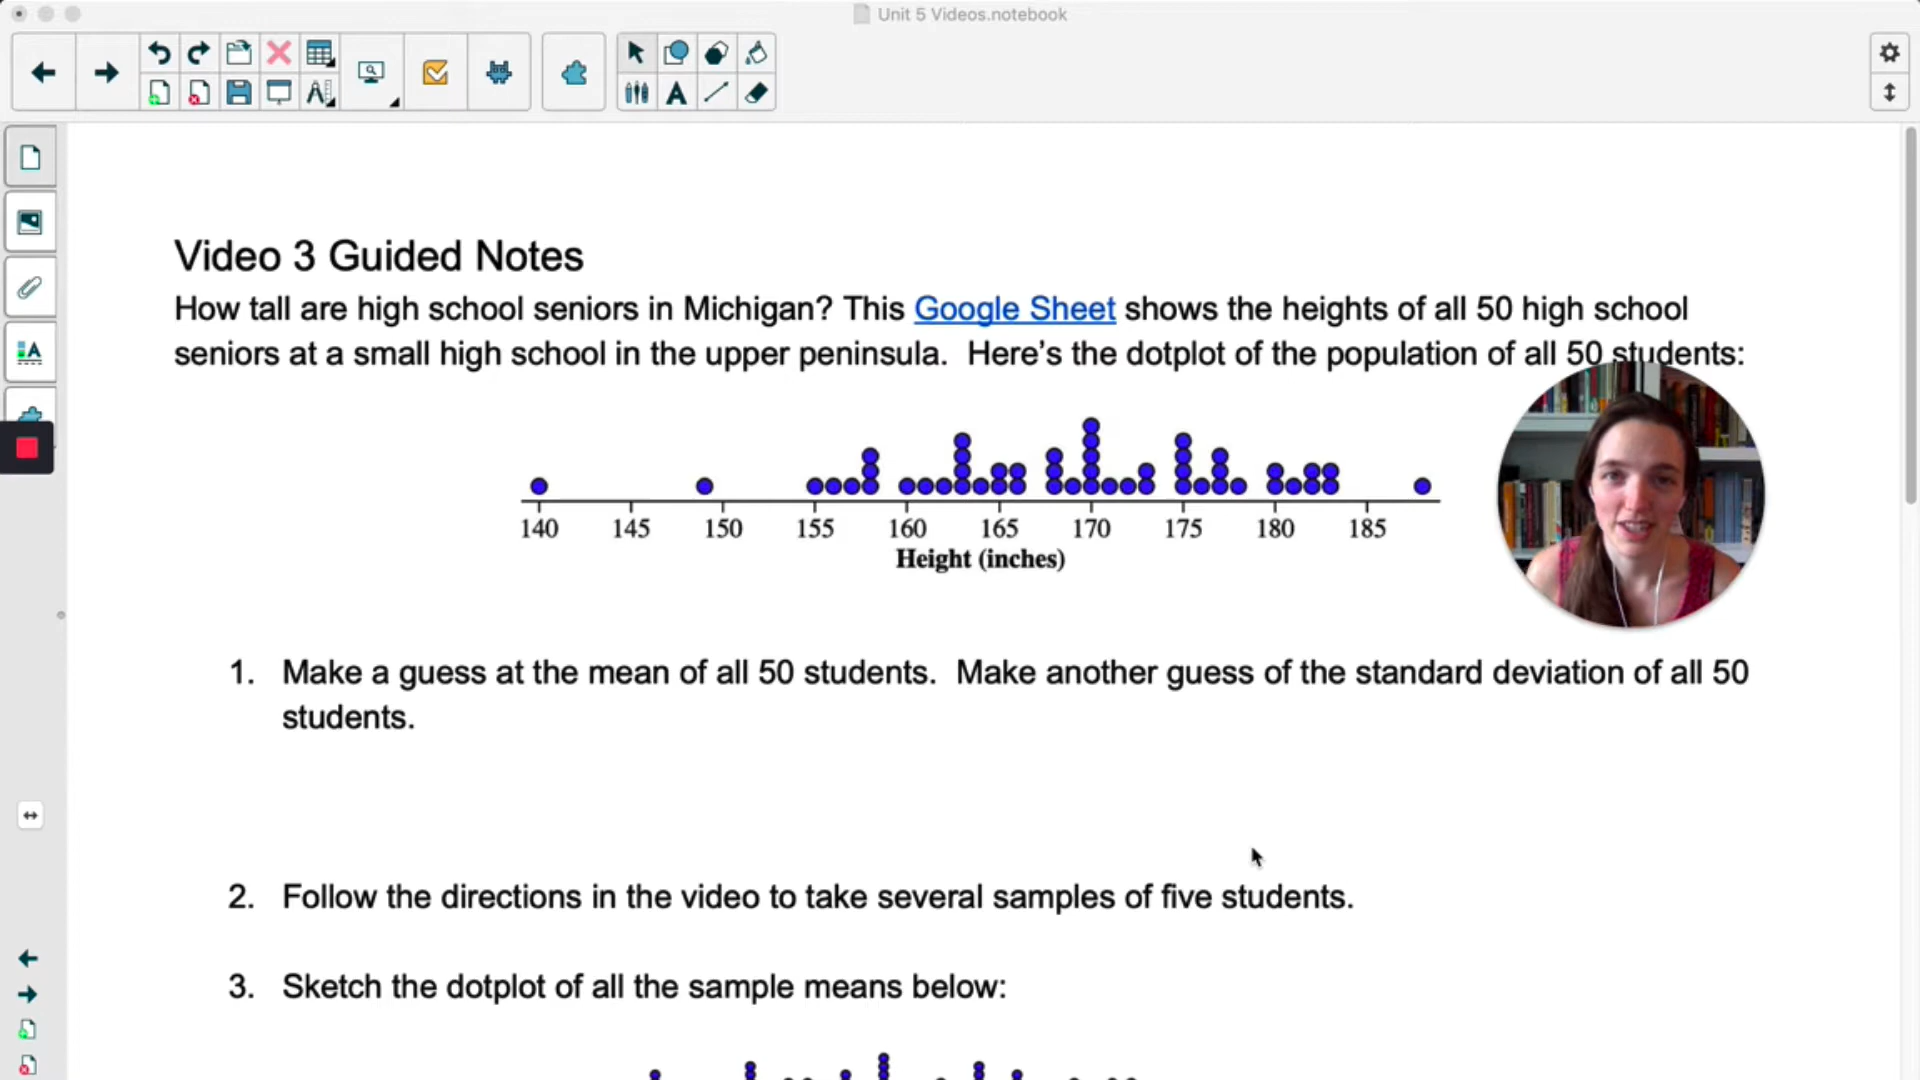 Unit 5 Videos.notebook
Video 3 Guided Notes
How tall are high school seniors in Michigan? This Google Sheet shows the heights of all 50 high school
seniors at a small high school in the upper peninsula. Here's the dotplot of the population of all 50 students:
140 145 150 155 160 165 170 175 180 185
Height (inches)
1. Make a guess at the mean of all 50 students. Make another guess of the standard deviation of all 50
students.
2. Follow the directions in the video to take several samples of five students.
3. Sketch the dotplot of all the sample means below: